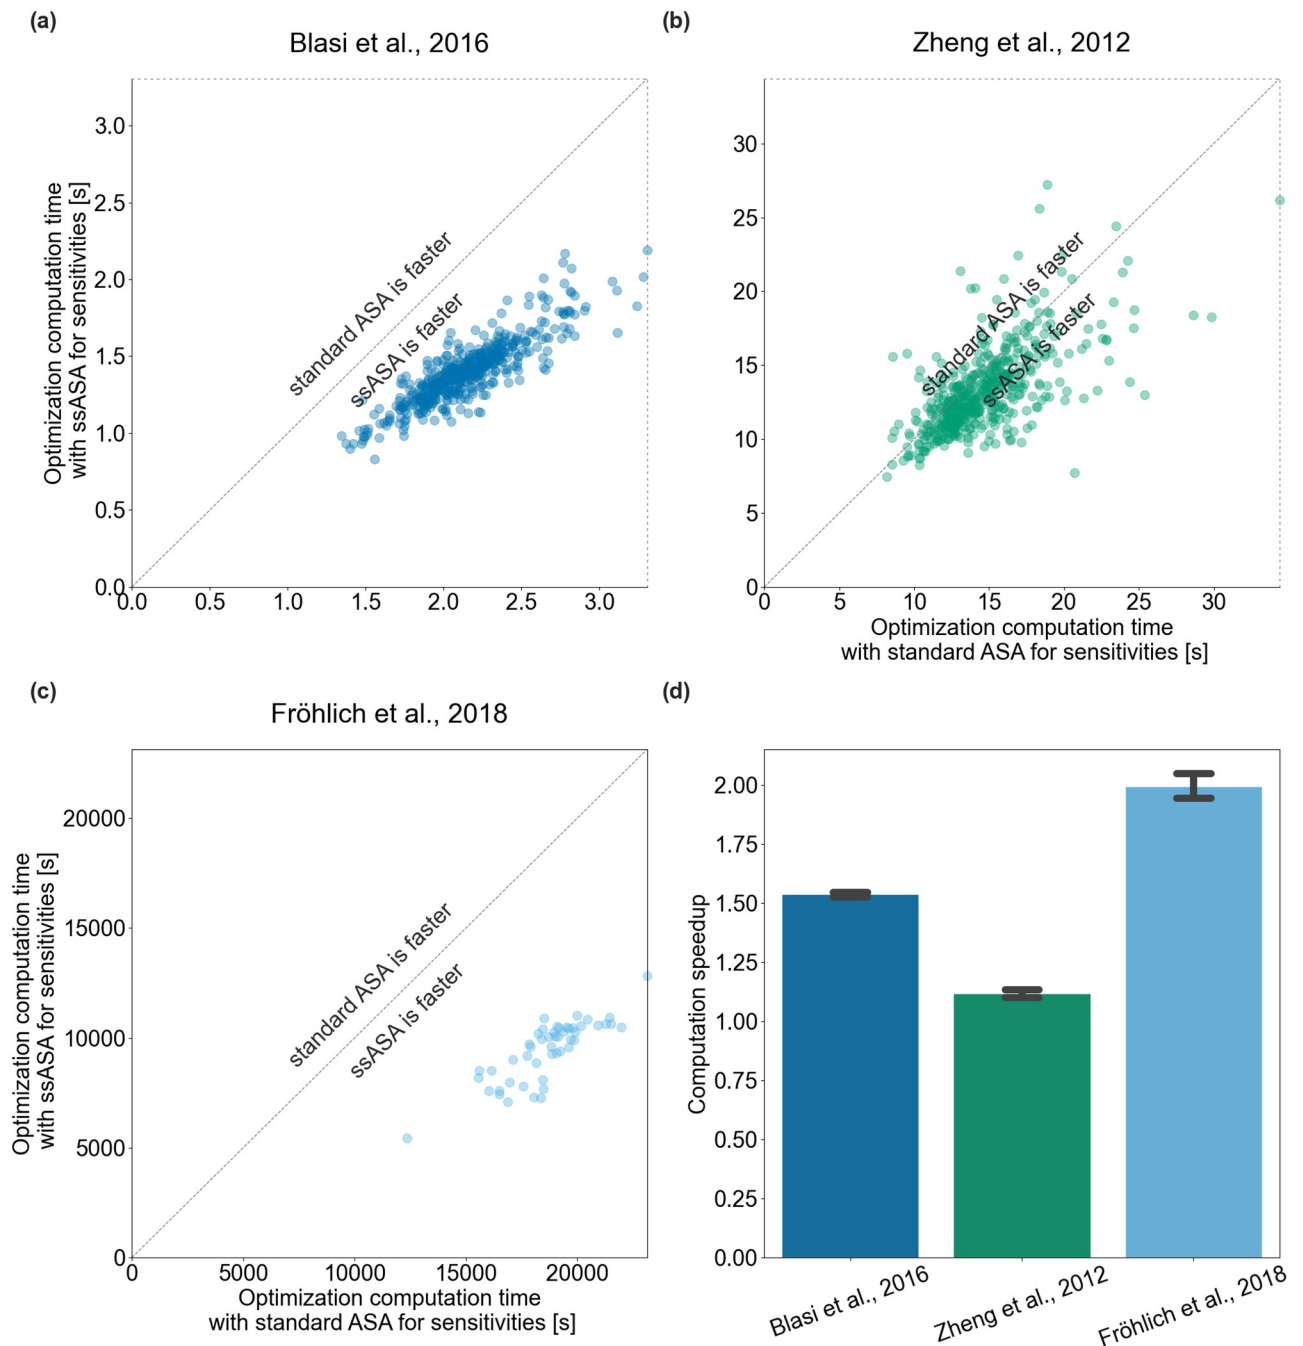 (a)
Blasi et al., 2016
Optimization computation time
with ssASA for sensitivities [s]
3.0
2.5
2.0
1.5
1.0
0.5
0.0
standard ASA is faster
ssASA is faster
0.0
0.5
1.0
1.5
2.0
2.5
3.0
(b)
Zheng et al., 2012
30
25
20
15
10
5
0
standard ASA is faster
ssASA is faster
0
5
10
15
20
25
30
Optimization computation time
with standard ASA for sensitivities [s]
(c)
Fröhlich et al., 2018
Optimization computation time
with ssASA for sensitivities [s]
20000
15000
10000
5000
0
standard ASA is faster
ssASA is faster
0
5000
10000
15000
20000
Optimization computation time
with standard ASA for sensitivities [s]
(d)
Computation speedup
2.00
1.75
1.50
1.25
1.00
0.75
0.50
0.25
0.00
Blasi et al., 2016
Zheng et al., 2012
Fröhlich et al., 2018